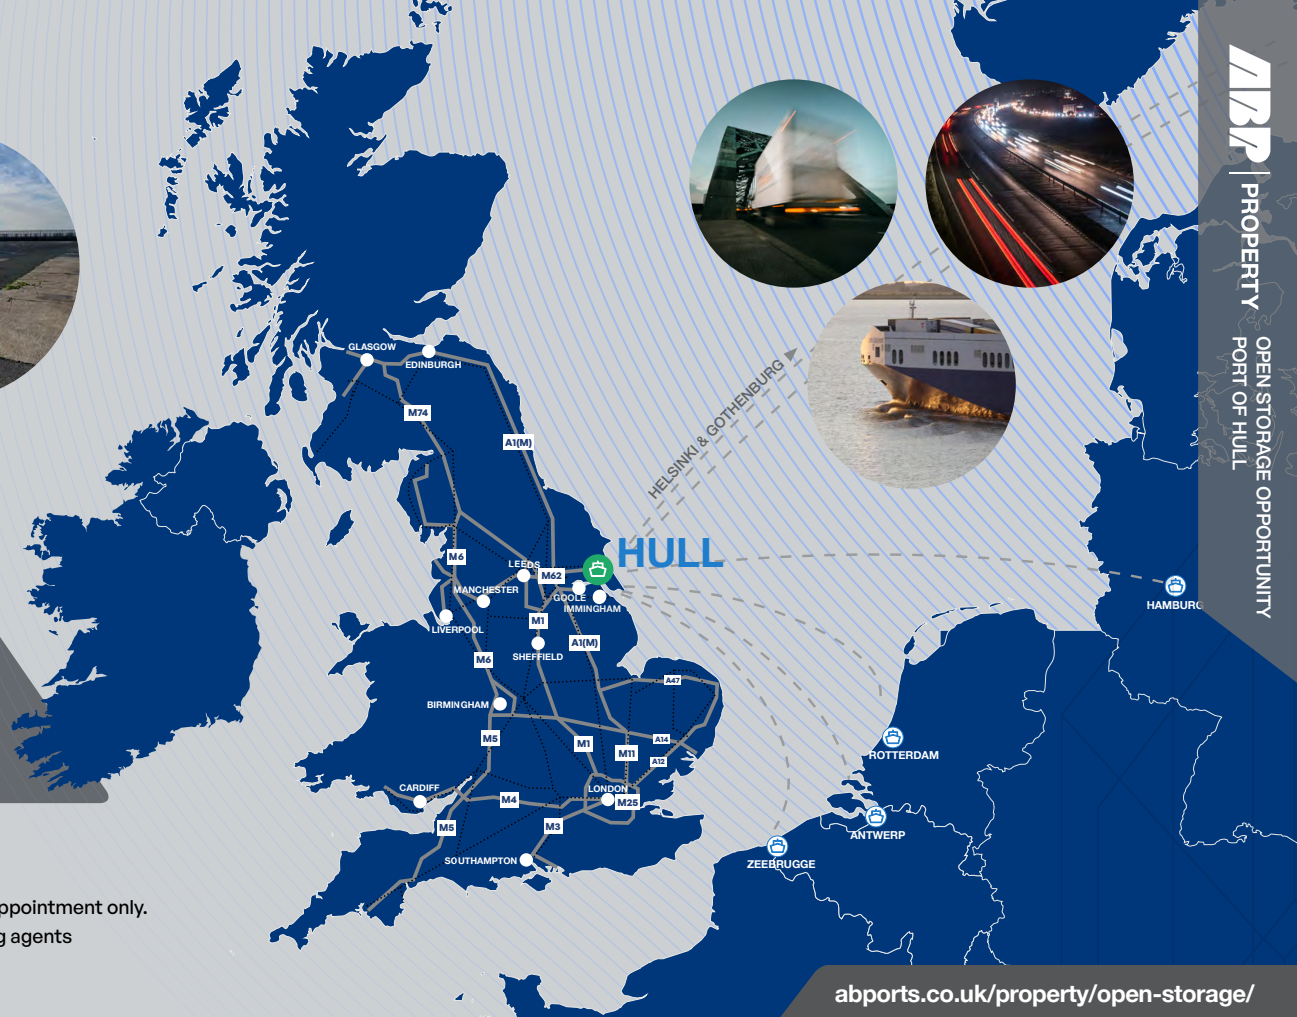 GLASGOW
EDINBURGH
M74
A1(M)
HELSINKI & GOTHENBURG
HULL
M6
LEEDS
M62
MANCHESTER
GOOLE
IMMINGHAM
LIVERPOOL
M1
A1(M)
SHEFFIELD
M6
A47
BIRMINGHAM
M5
M1
M11
A14
A12
CARDIFF
M4
LONDON
M25
M5
M3
SOUTHAMPTON
HAMBURG
ROTTERDAM
ANTWERP
ZEEBRUGGE
ABP | PROPERTY
OPEN STORAGE OPPORTUNITY
PORT OF HULL
ppointment only.
g agents
abports.co.uk/property/open-storage/